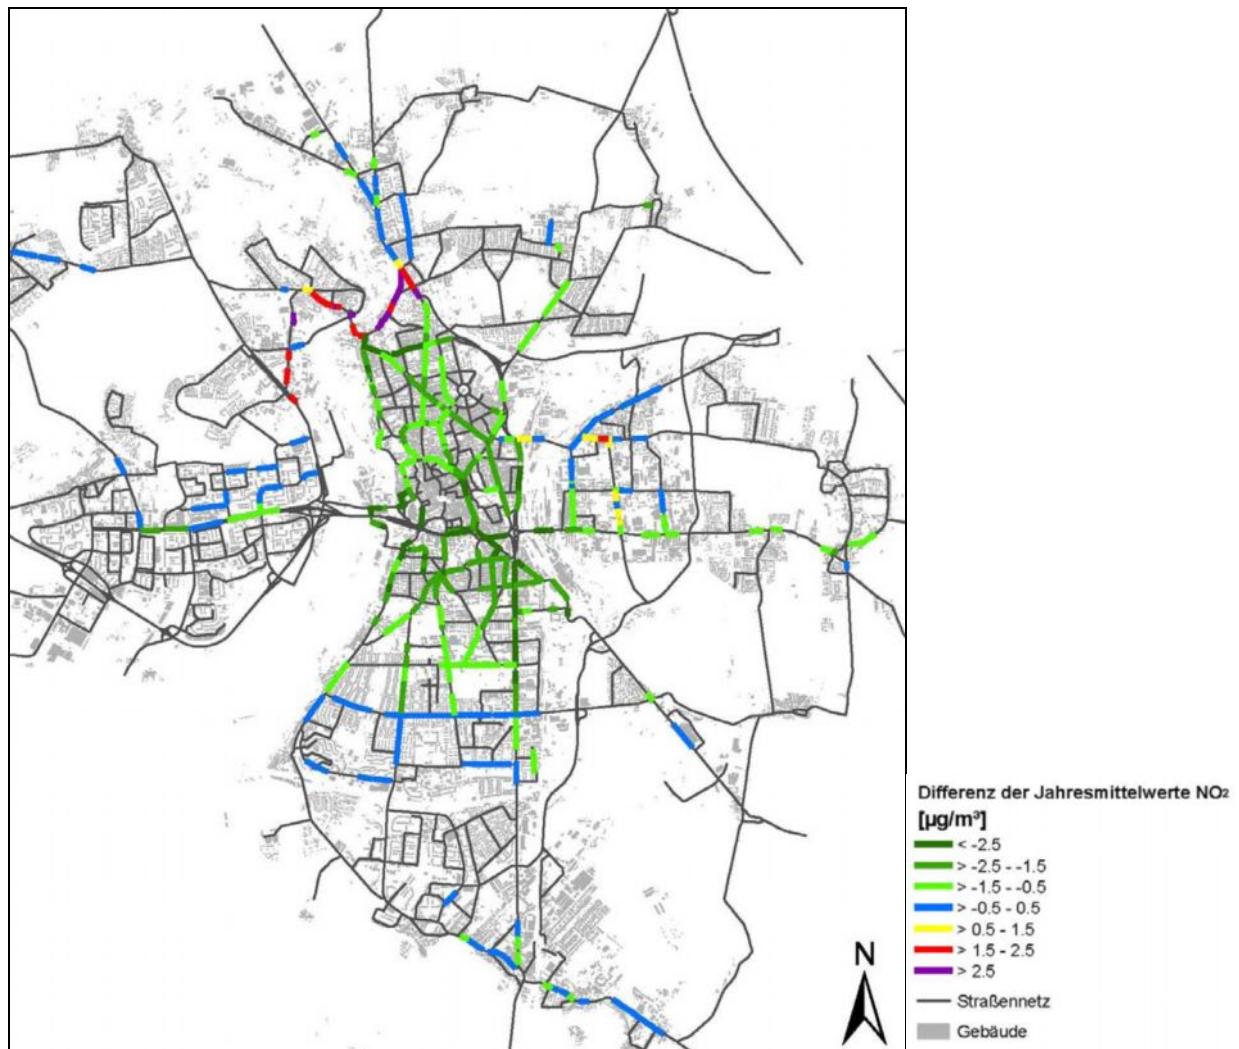 N
Differenz der Jahresmittelwerte NO2
[µg/m³]
< -2.5
> -2.5 - -1.5
> -1.5 - -0.5
> -0.5 - 0.5
> 0.5 - 1.5
> 1.5 - 2.5
> 2.5
Straßennetz
Gebäude